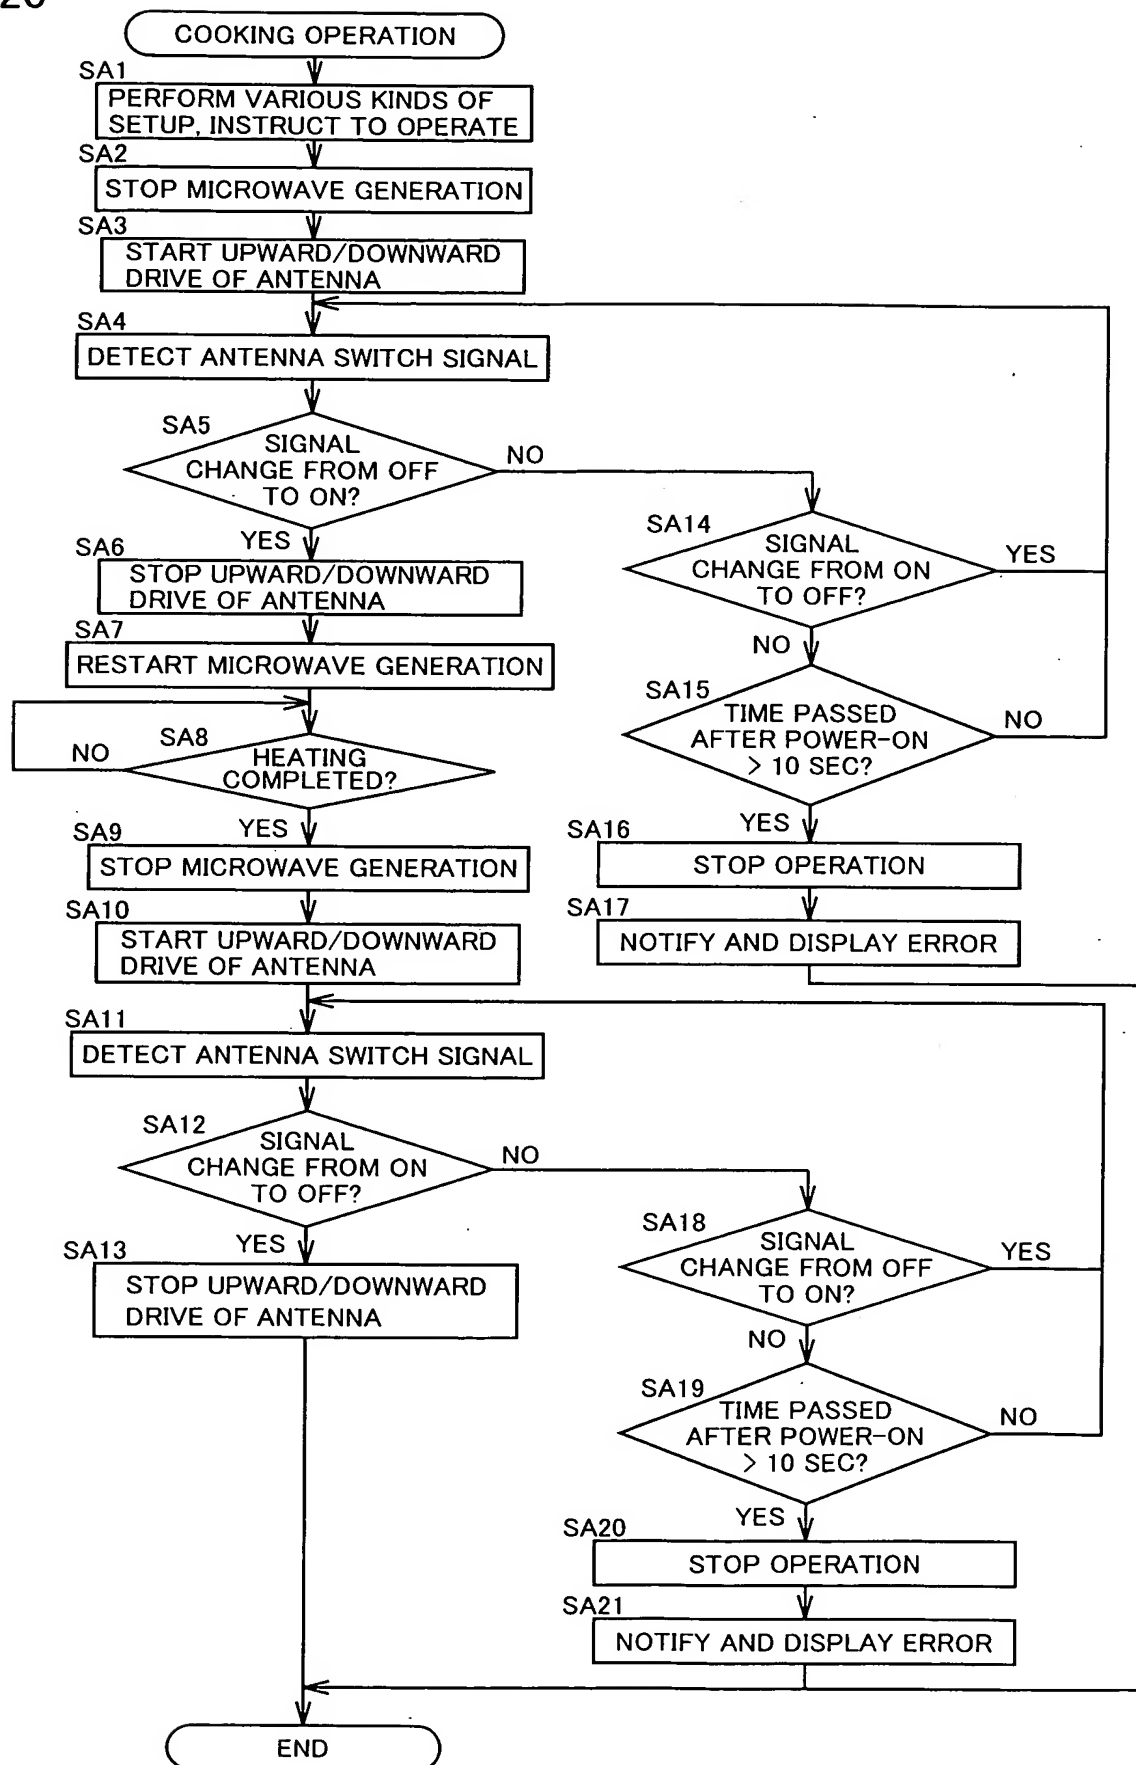 COOKING OPERATION
SA1
PERFORM VARIOUS KINDS OF
SETUP, INSTRUCT TO OPERATE
SA2
STOP MICROWAVE GENERATION
SA3
START UPWARD/DOWNWARD
DRIVE OF ANTENNA
SA4
DETECT ANTENNA SWITCH SIGNAL
SA5
SIGNAL
CHANGE FROM OFF
TO ON?
NO
YES
SA6
STOP UPWARD/DOWNWARD
DRIVE OF ANTENNA
SA7
RESTART MICROWAVE GENERATION
SA8
HEATING
COMPLETED?
NO
YES
SA9
STOP MICROWAVE GENERATION
SA10
START UPWARD/DOWNWARD
DRIVE OF ANTENNA
SA11
DETECT ANTENNA SWITCH SIGNAL
SA12
SIGNAL
CHANGE FROM ON
TO OFF?
NO
YES
SA13
STOP UPWARD/DOWNWARD
DRIVE OF ANTENNA
SA14
SIGNAL
CHANGE FROM ON
TO OFF?
YES
NO
SA15
TIME PASSED
AFTER POWER-ON
> 10 SEC?
NO
YES
SA16
STOP OPERATION
SA17
NOTIFY AND DISPLAY ERROR
SA18
SIGNAL
CHANGE FROM OFF
TO ON?
YES
NO
SA19
TIME PASSED
AFTER POWER-ON
> 10 SEC?
NO
YES
SA20
STOP OPERATION
SA21
NOTIFY AND DISPLAY ERROR
END